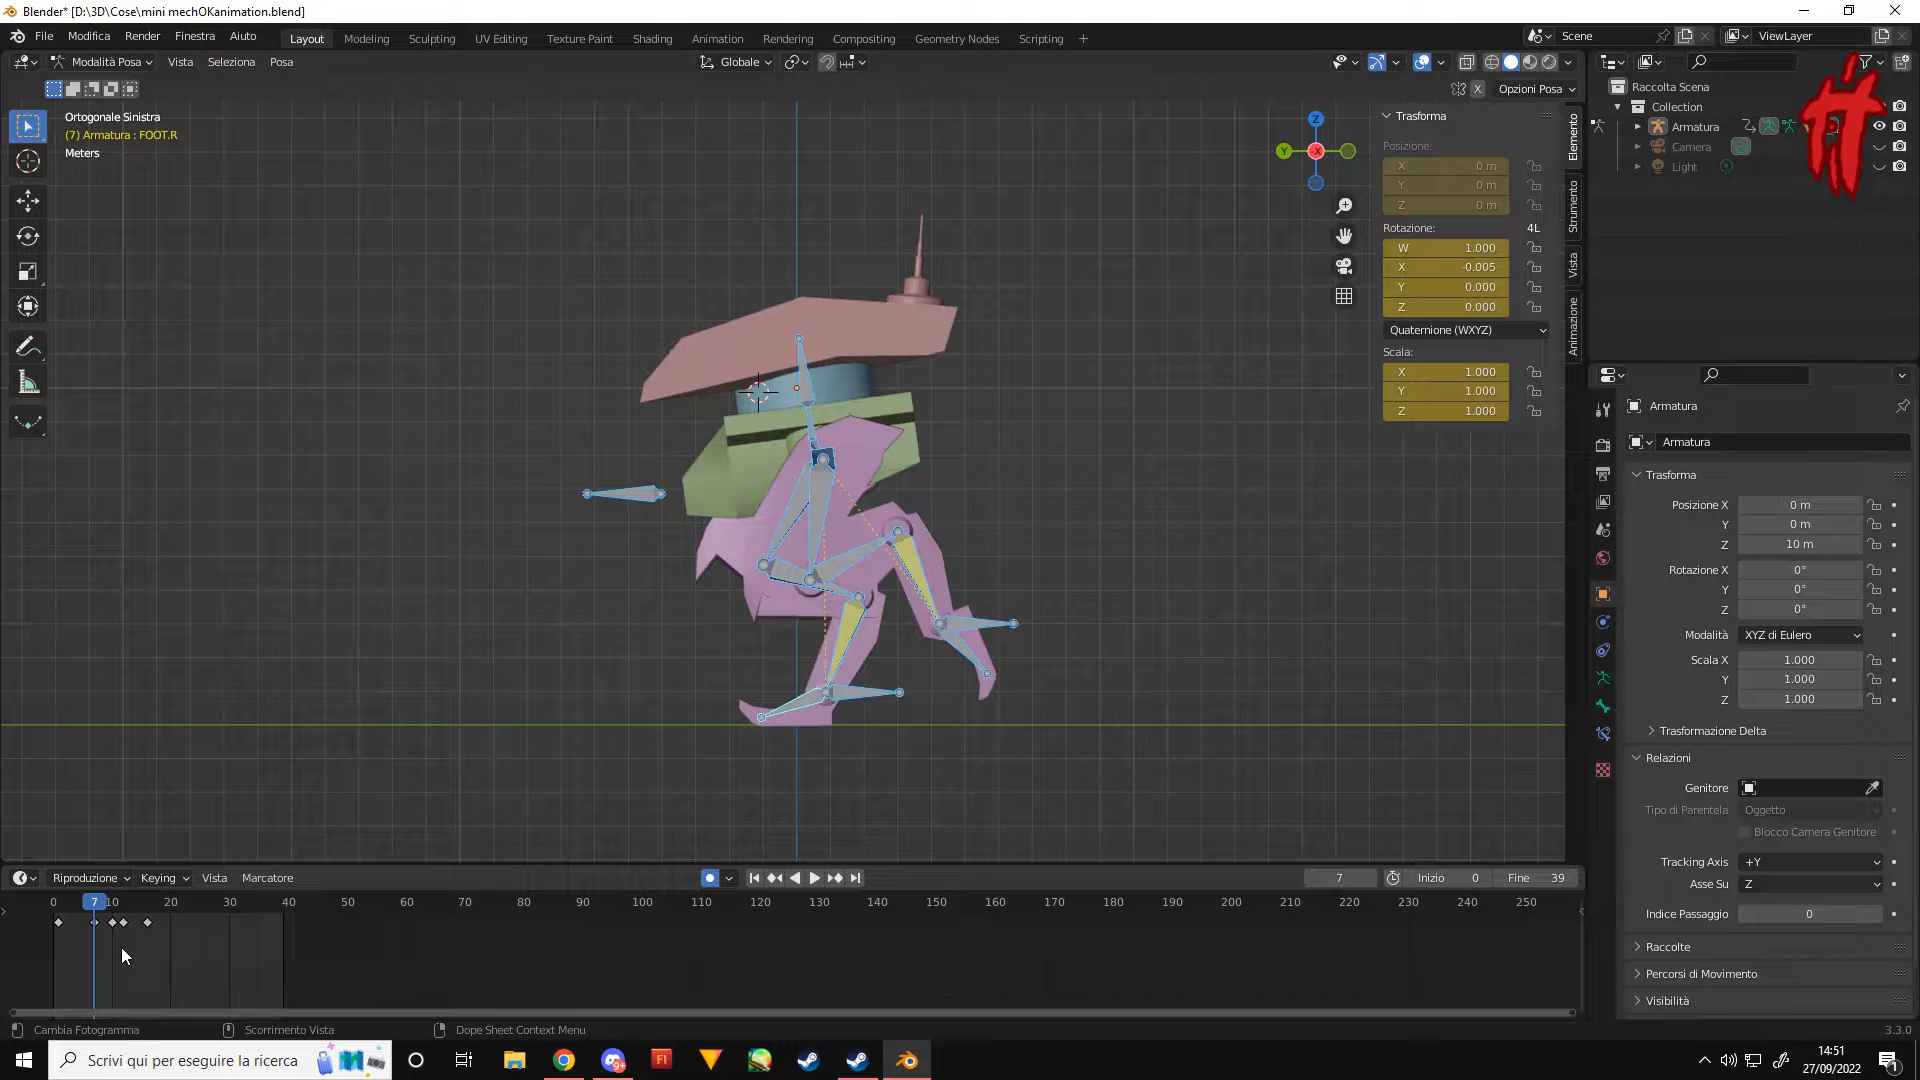 Blender* [D:\3D\Cose\mini mechOKanimation.blend]
File Modifica Render Finestra Aiuto Layout Modeling Sculpting UV Editing Texture Paint Shading Animation Rendering Compositing Geometry Nodes Scripting + Scene ViewLayer
Modalità Posa Vista Seleziona Posa Globale
X Opzioni Posa
Raccolta Scena
Collection
Armatura
Camera
Light
Ortogonale Sinistra
(7) Armatura : FOOT.R
Meters
Z
Y
-X
Trasforma
Posizione:
X 0 m
Y 0 m
Z 0 m
Rotazione: 4L
W 1.000
X -0.005
Y 0.000
Z 0.000
Quaternione (WXYZ)
Scala:
X 1.000
Y 1.000
Z 1.000
Elemento
Strumento
Vista
Animazione
Armatura
Armatura
Trasforma
Posizione X 0 m
Y 0 m
Z 10 m
Rotazione X 0°
Y 0°
Z 0°
Modalità XYZ di Eulero
Scala X 1.000
Y 1.000
Z 1.000
Trasformazione Delta
Relazioni
Genitore
Tipo di Parentela Oggetto
Blocco Camera Genitore
Tracking Axis +Y
Asse Su Z
Indice Passaggio 0
Raccolte
Percorsi di Movimento
Visibilità
Riproduzione Keying Vista Marcatore 7 Inizio 0 Fine 39
0 7 10 20 30 40 50 60 70 80 90 100 110 120 130 140 150 160 170 180 190 200 210 220 230 240 250
Cambia Fotogramma Scorrimento Vista Dope Sheet Context Menu 3.3.0
Scrivi qui per eseguire la ricerca
9+
Fl
14:51
27/09/2022
1